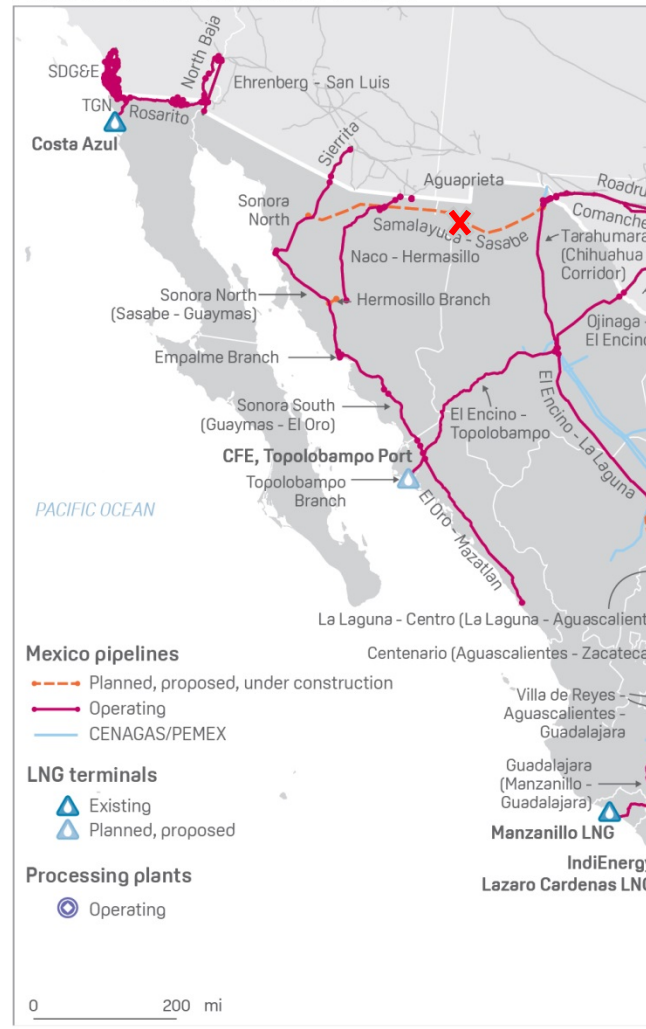 SDG&E
North Baja
Ehrenberg - San Luis
TGN
Rosarito
Costa Azul
Sierrita
Aguaprieta
Roadru
Comanche
Sonora
North
Samalayuca - Sasabe
Tarahumara
(Chihuahua
Corridor)
Naco - Hermasillo
Sonora North
(Sasabe - Guaymas)
Hermosillo Branch
Ojinaga -
El Encino
Empalme Branch
Sonora South
(Guaymas - El Oro)
El Encino -
Topolobampo
El Encino - La Laguna
CFE, Topolobampo Port
Topolobampo
Branch
PACIFIC OCEAN
El Oro - Mazatlan
La Laguna - Centro (La Laguna - Aguascalient
Mexico pipelines
Centenario (Aguascalientes - Zacateca
Planned, proposed, under construction
Operating
CENAGAS/PEMEX
Villa de Reyes -
Aguascalientes -
Guadalajara
LNG terminals
Existing
Planned, proposed
Guadalajara
(Manzanillo -
Guadalajara)
Manzanillo LNG
IndiEnergy
Lazaro Cardenas LNG
Processing plants
Operating
0 200 mi